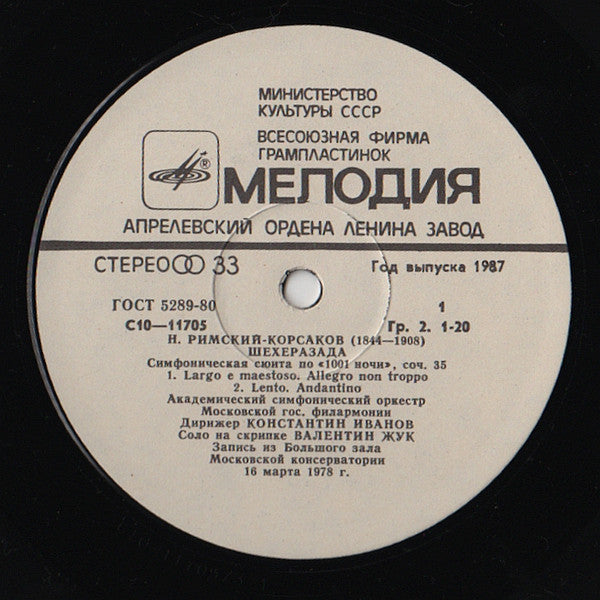 МИНИСТЕРСТВО
КУЛЬТУРЫ СССР
ВСЕСОЮЗНАЯ ФИРМА
ГРАМПЛАСТИНОК
®
МЕЛОДИЯ
АПРЕЛЕВСКИЙ ОРДЕНА ЛЕНИНА ЗАВОД
СТЕРЕО 33 Год выпуска 1987
ГОСТ 5289-80 1
С10—11705 Гр. 2. 1-20
Н. РИМСКИЙ-КОРСАКОВ (1844—1908)
ШЕХЕРАЗАДА
Симфоническая сюита по «1001 ночи», соч. 35
1. Largo e maestoso. Allegro non troppo
2. Lento. Andantino
Академический симфонический оркестр
Московской гос. филармонии
Дирижер КОНСТАНТИН ИВАНОВ
Соло на скрипке ВАЛЕНТИН ЖУК
Запись из Большого зала
Московской консерватории
16 марта 1978 г.